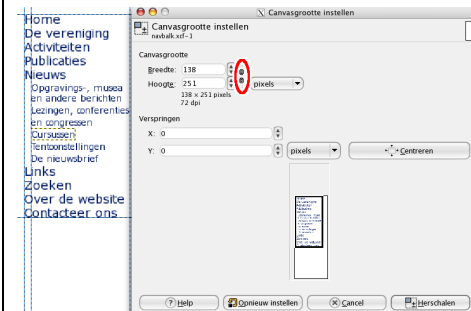 Home
De vereniging
Activiteiten
Publicaties
Nieuws
Opgravings-, musea
en andere berichten
Lezingen, conferenties
en congressen
Cursussen
Tentoonstellingen
De nieuwsbrief
Links
Zoeken
Over de website
Contacteer ons
Canvasgrootte instellen
Canvasgrootte instellen
navbalk.xcf-1
Canvasgrootte
Breedte: 138
Hoogte: 251 pixels
138 × 251 pixels
72 dpi
Verspringen
X: 0
Y: 0 pixels Centreren
Help Opnieuw instellen Cancel Herschalen